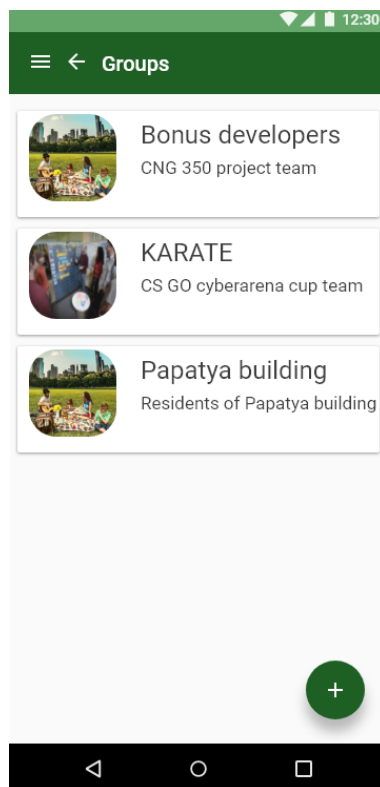 12:30
Groups
Bonus developers
CNG 350 project team
KARATE
CS GO cyberarena cup team
Papatya building
Residents of Papatya building